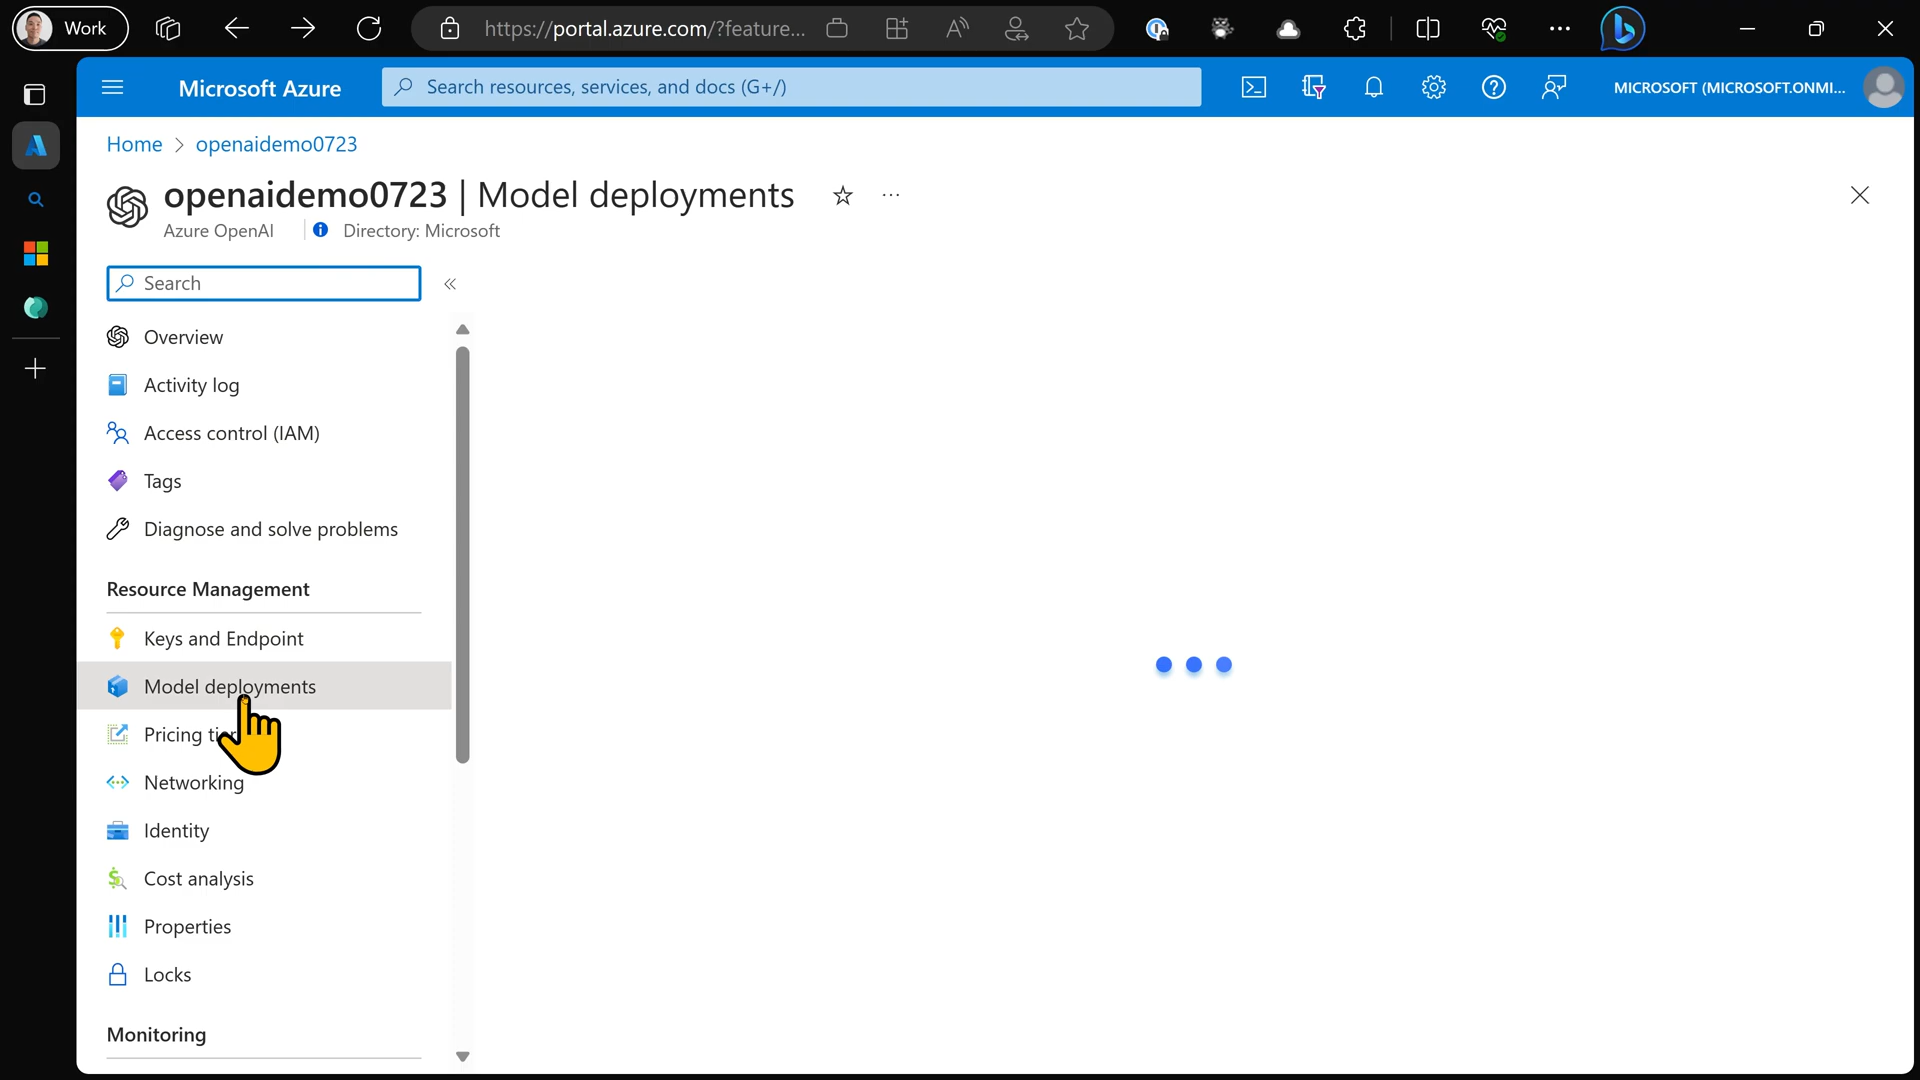 Work
https://portal.azure.com/?feature...
Microsoft Azure
Search resources, services, and docs (G+/)
MICROSOFT (MICROSOFT.ONMI...
Home > openaidemo0723
openaidemo0723 | Model deployments
Azure OpenAI
Directory: Microsoft
Search
Overview
Activity log
Access control (IAM)
Tags
Diagnose and solve problems
Resource Management
Keys and Endpoint
Model deployments
Pricing
Networking
Identity
Cost analysis
Properties
Locks
Monitoring